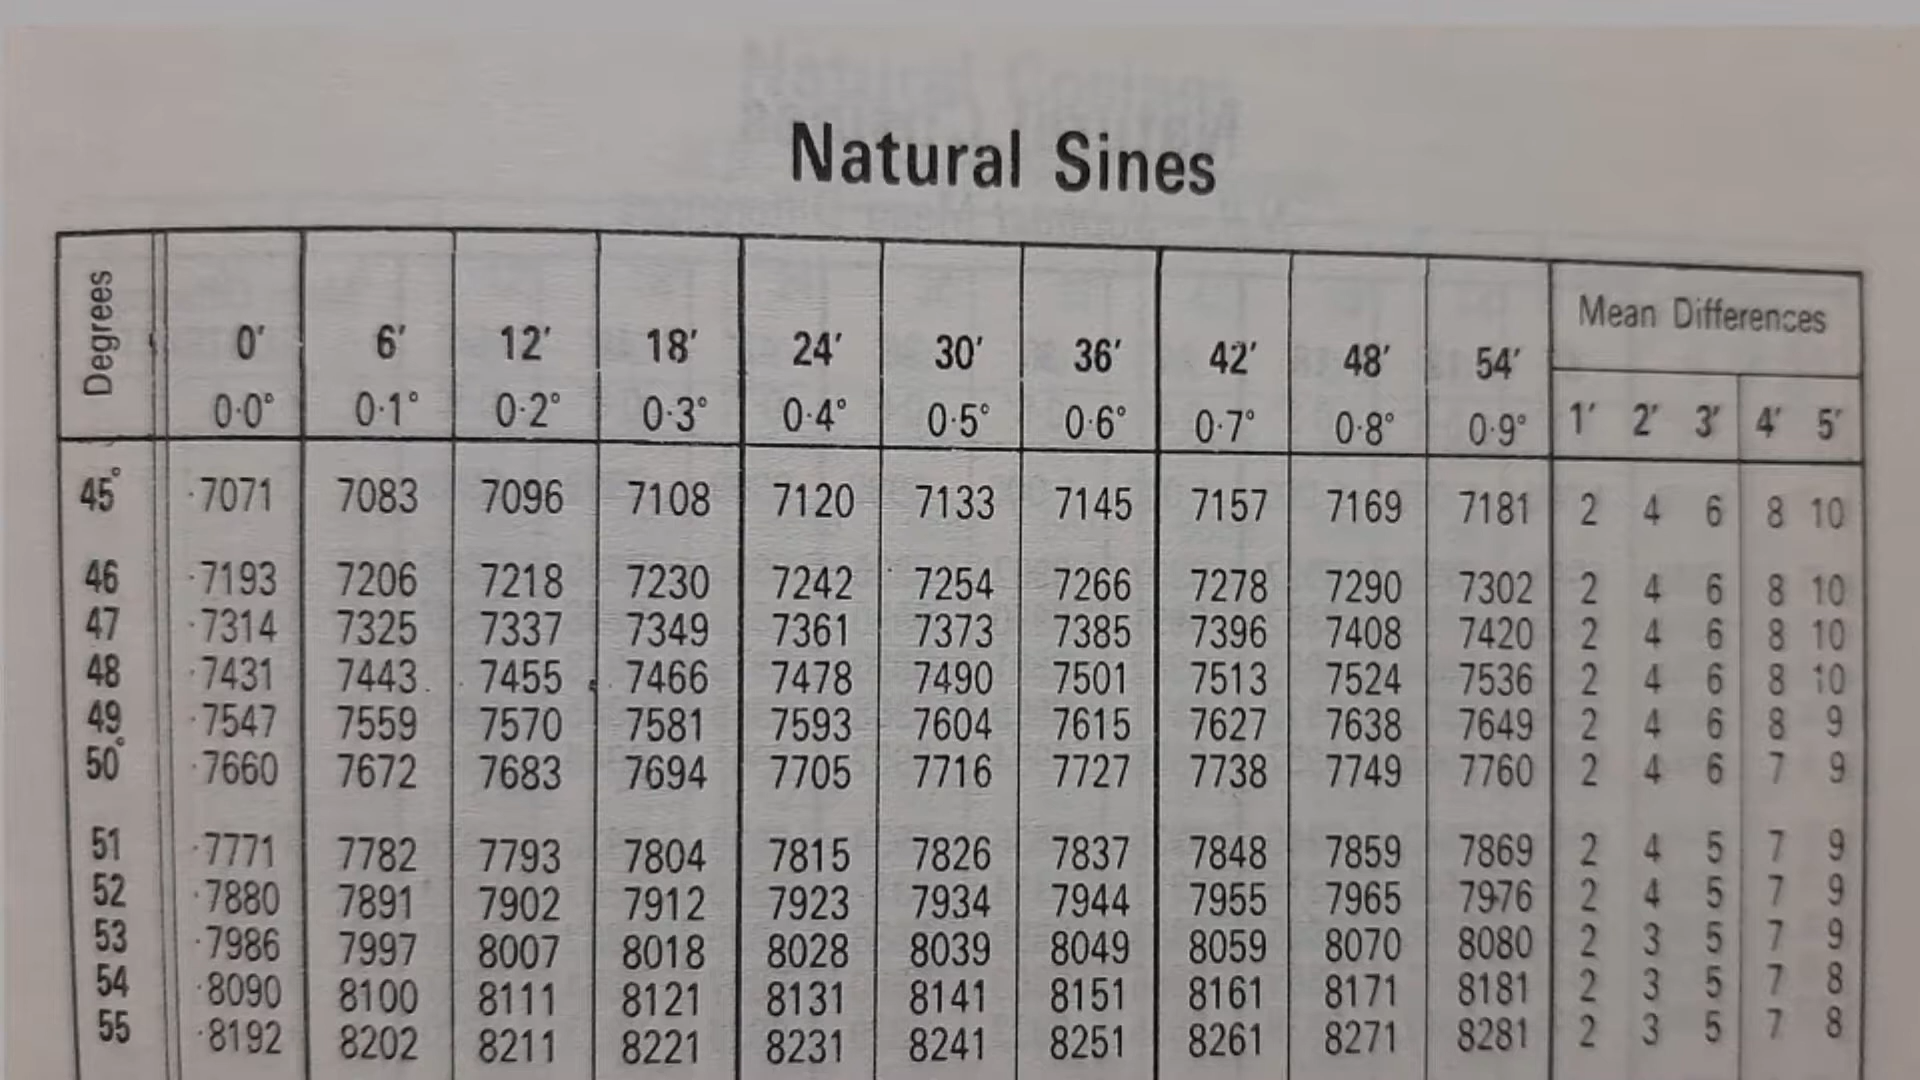 Natural Sines
Degrees 0′ 6′ 12′ 18′ 24′ 30′ 36′ 42′ 48′ 54′ Mean Differences
0·0° 0·1° 0·2° 0·3° 0·4° 0·5° 0·6° 0·7° 0·8° 0·9° 1′ 2′ 3′ 4′ 5′
45° ·7071 7083 7096 7108 7120 7133 7145 7157 7169 7181 2 4 6 8 10
46 ·7193 7206 7218 7230 7242 7254 7266 7278 7290 7302 2 4 6 8 10
47 ·7314 7325 7337 7349 7361 7373 7385 7396 7408 7420 2 4 6 8 10
48 ·7431 7443 7455 7466 7478 7490 7501 7513 7524 7536 2 4 6 8 10
49 ·7547 7559 7570 7581 7593 7604 7615 7627 7638 7649 2 4 6 8 9
50° ·7660 7672 7683 7694 7705 7716 7727 7738 7749 7760 2 4 6 7 9
51 ·7771 7782 7793 7804 7815 7826 7837 7848 7859 7869 2 4 5 7 9
52 ·7880 7891 7902 7912 7923 7934 7944 7955 7965 7976 2 4 5 7 9
53 ·7986 7997 8007 8018 8028 8039 8049 8059 8070 8080 2 3 5 7 9
54 ·8090 8100 8111 8121 8131 8141 8151 8161 8171 8181 2 3 5 7 8
55 ·8192 8202 8211 8221 8231 8241 8251 8261 8271 8281 2 3 5 7 8